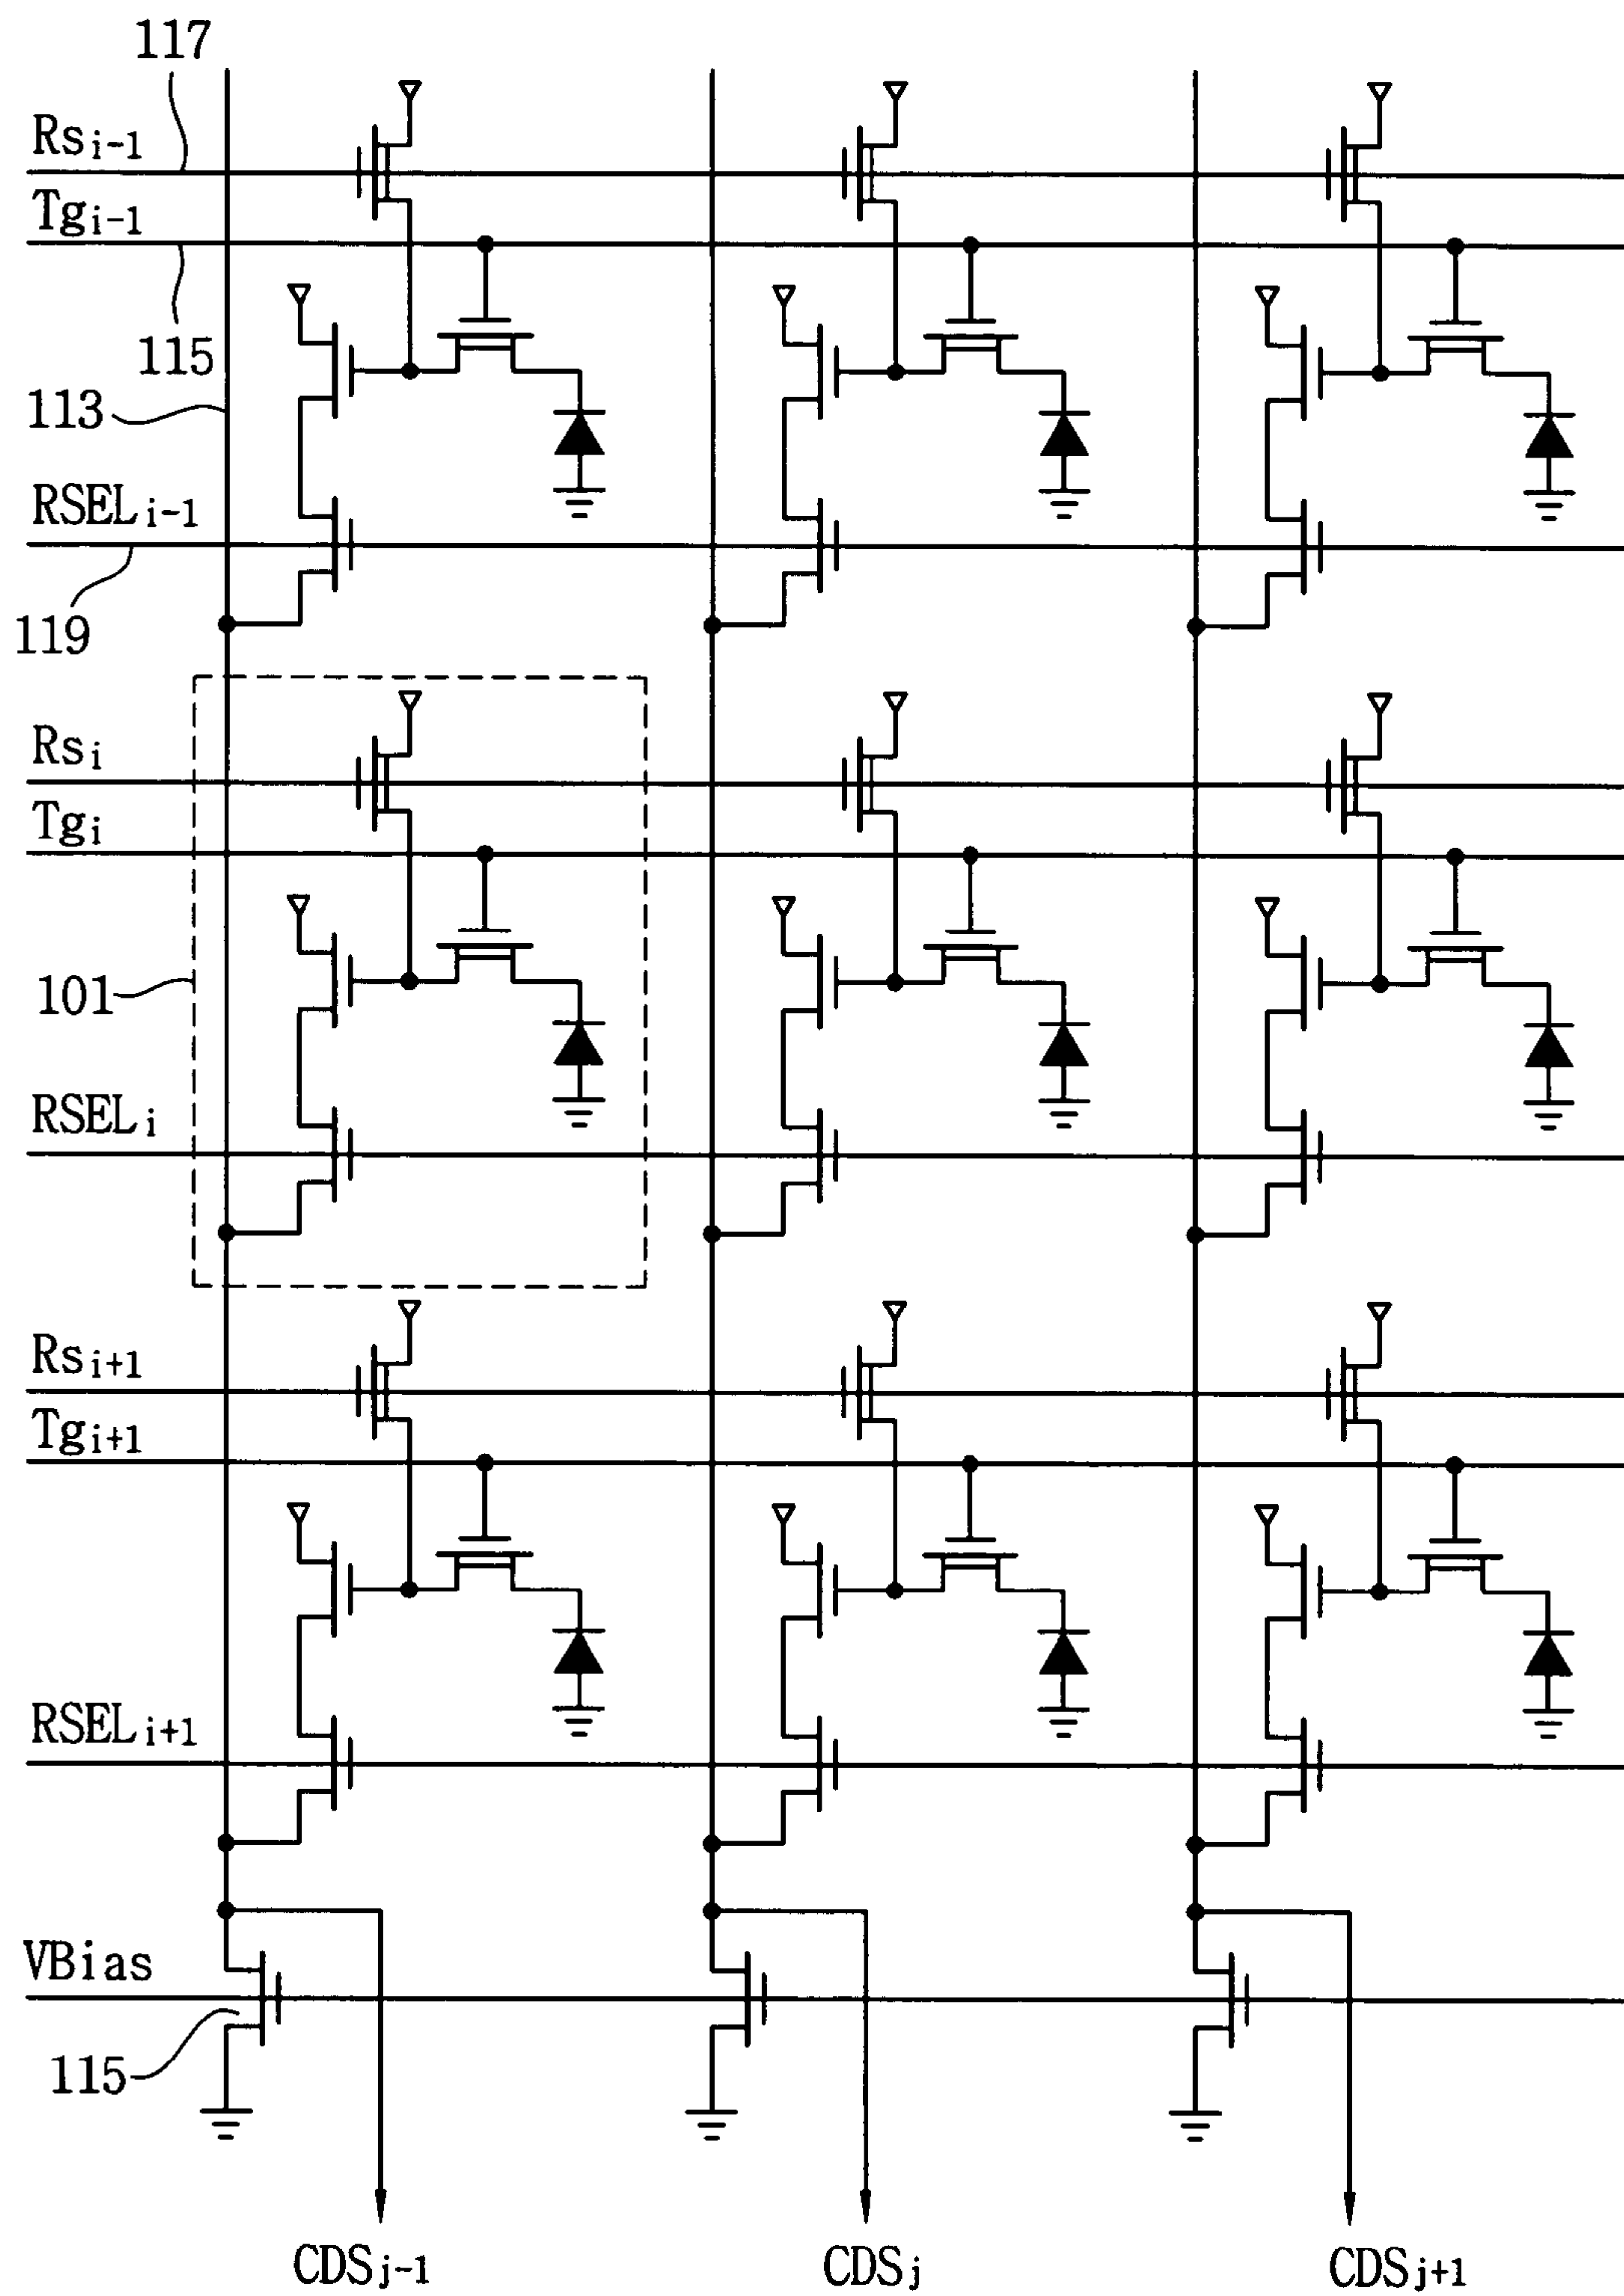 117
Rsi-1
Tgi-1
115
113
RSELi-1
119
Rsi
Tgi
101
RSELi
Rsi+1
Tgi+1
RSELi+1
VBias
115
CDSj-1 CDSj CDSj+1